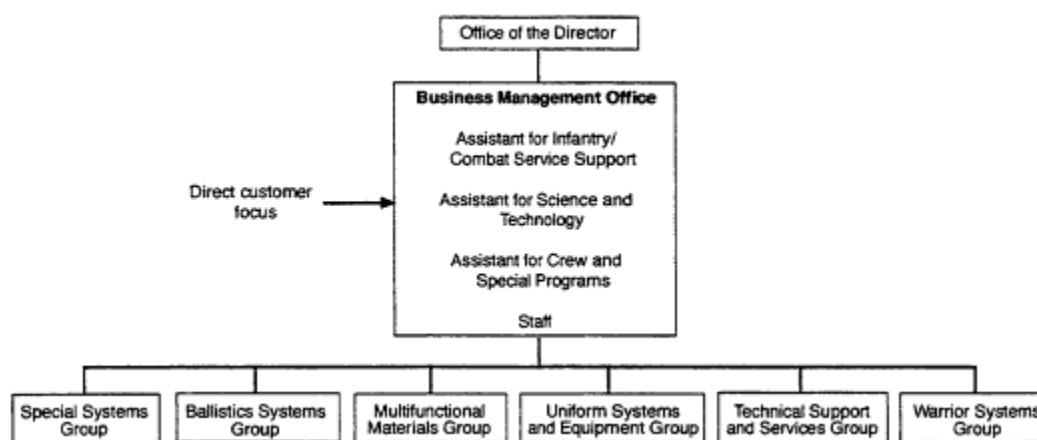 Office of the Director
Business Management Office
Assistant for Infantry/
Combat Service Support
Direct customer
focus
Assistant for Science and
Technology
Assistant for Crew and
Special Programs
Staff
Special Systems
Group
Ballistics Systems
Group
Multifunctional
Materials Group
Uniform Systems
and Equipment Group
Technical Support
and Services Group
Warrior Systems
Group